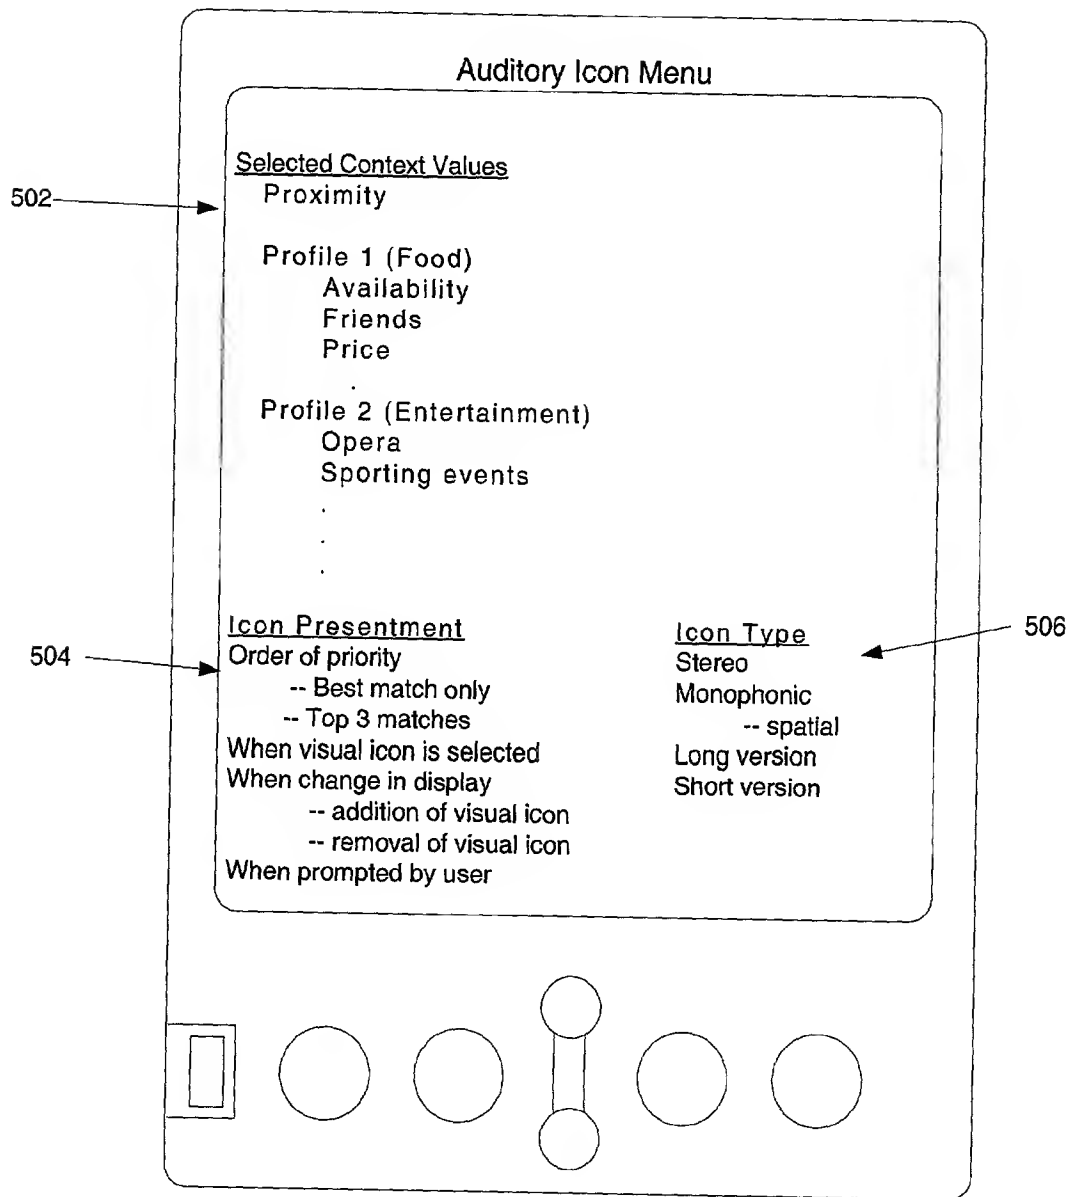 Auditory Icon Menu
Selected Context Values
502
Proximity
Profile 1 (Food)
Availability
Friends
Price
.
Profile 2 (Entertainment)
Opera
Sporting events
.
.
.
Icon Presentment
504
Order of priority
-- Best match only
-- Top 3 matches
When visual icon is selected
When change in display
-- addition of visual icon
-- removal of visual icon
When prompted by user
Icon Type
506
Stereo
Monophonic
-- spatial
Long version
Short version